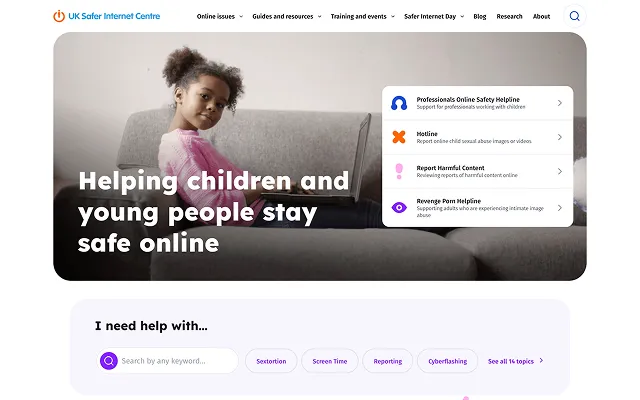 UK Safer Internet Centre
Online issues
Guides and resources
Training and events
Safer Internet Day
Blog
Research
About
Helping children and
young people stay
safe online
Professionals Online Safety Helpline
Support for professionals working with children
Hotline
Report online child sexual abuse images or videos
Report Harmful Content
Reviewing reports of harmful content online
Revenge Porn Helpline
Supporting adults who are experiencing intimate image
abuse
I need help with...
Search by any keyword...
Sextortion
Screen Time
Reporting
Cyberflashing
See all 14 topics